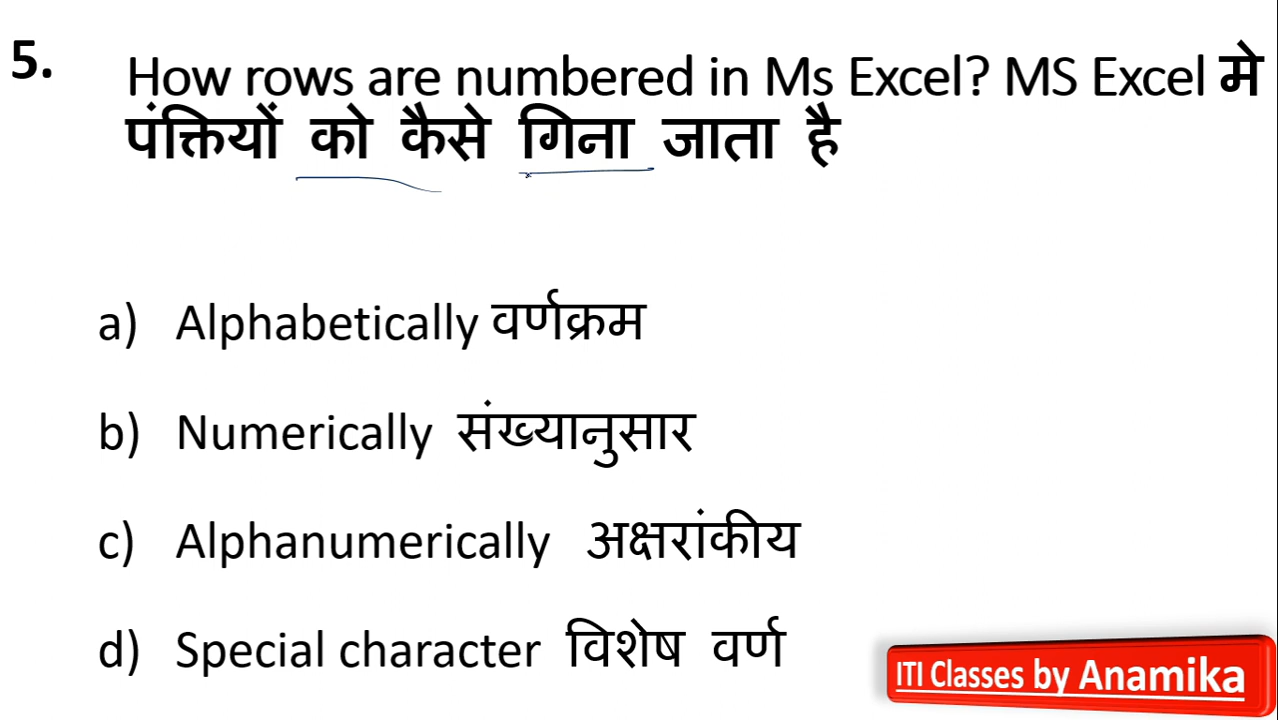 5.
How rows are numbered in Ms Excel? MS Excel मे
पंक्तियों को कैसे गिना जाता है
a) Alphabetically वर्णक्रम
b) Numerically संख्यानुसार
c) Alphanumerically अक्षरांकीय
d) Special character विशेष वर्ण
ITI Classes by Anamika